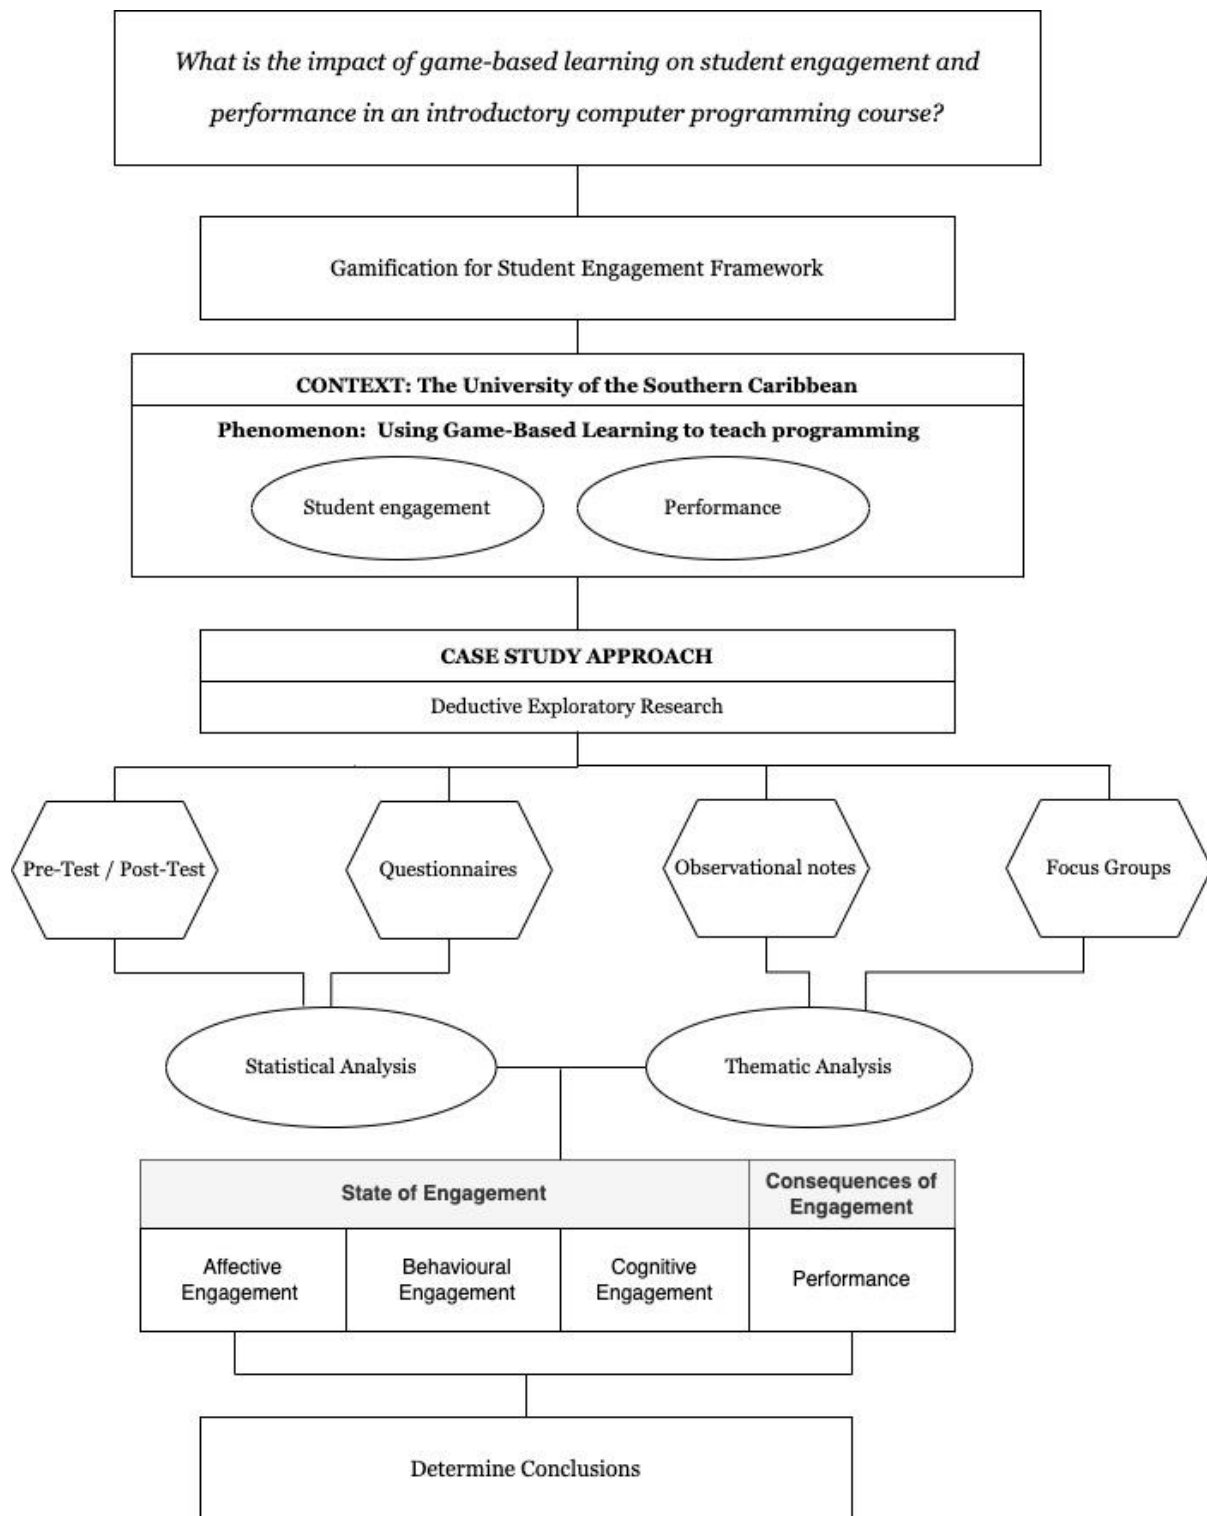 What is the impact of game-based learning on student engagement and
performance in an introductory computer programming course?
Gamification for Student Engagement Framework
CONTEXT: The University of the Southern Caribbean
Phenomenon: Using Game-Based Learning to teach programming
Student engagement
Performance
CASE STUDY APPROACH
Deductive Exploratory Research
Pre-Test / Post-Test
Questionnaires
Observational notes
Focus Groups
Statistical Analysis
Thematic Analysis
State of Engagement
Consequences of
Engagement
Affective
Engagement
Behavioural
Engagement
Cognitive
Engagement
Performance
Determine Conclusions